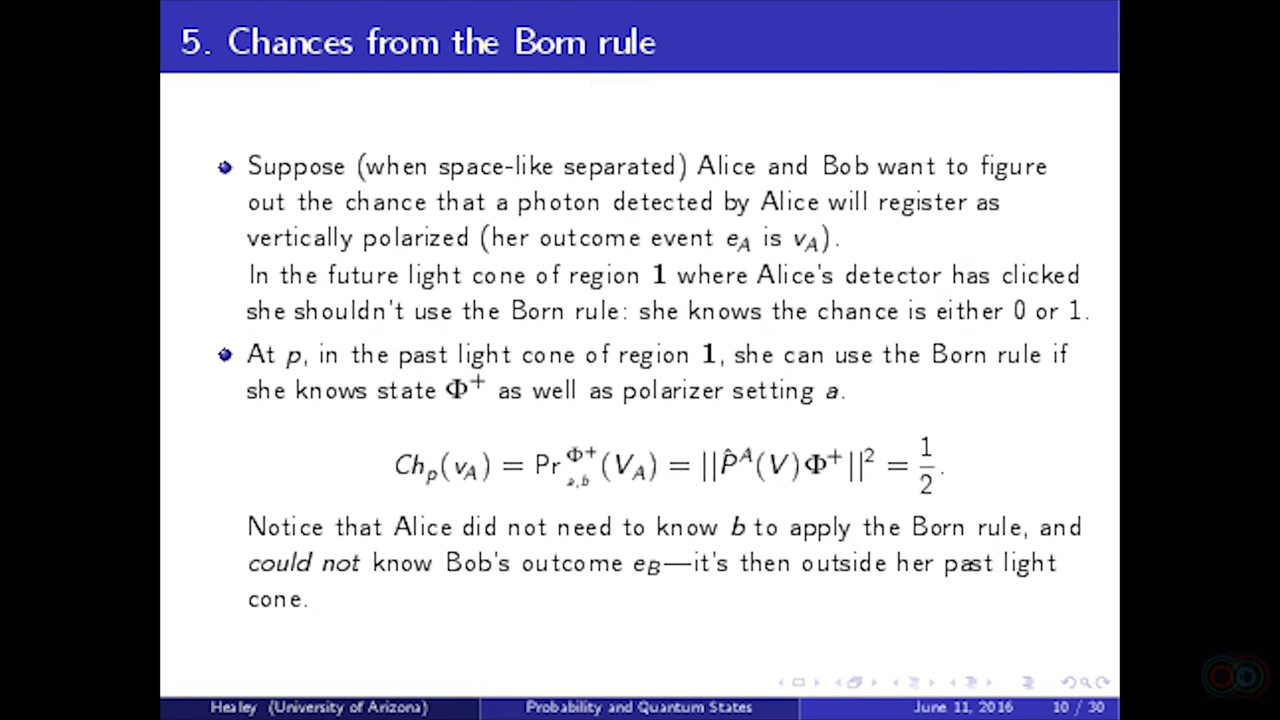 5. Chances from the Born rule
Suppose (when space-like separated) Alice and Bob want to figure
out the chance that a photon detected by Alice will register as
vertically polarized (her outcome event e_A is v_A).
In the future light cone of region 1 where Alice's detector has clicked
she shouldn't use the Born rule: she knows the chance is either 0 or 1.
At p, in the past light cone of region 1, she can use the Born rule if
she knows state Φ⁺ as well as polarizer setting a.
Ch_p(v_A) = Pr^{Φ⁺}_{a,b}(V_A) = ||P̂^A(V)Φ⁺||² = 1/2.
Notice that Alice did not need to know b to apply the Born rule, and
could not know Bob's outcome e_B—it's then outside her past light
cone.
Healey (University of Arizona) Probability and Quantum States June 11, 2016 10 / 30